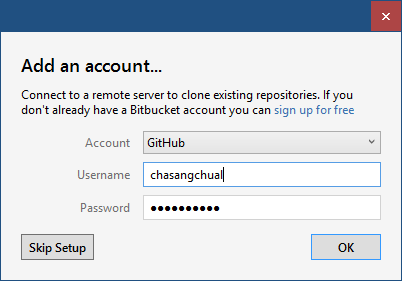 Add an account...
Connect to a remote server to clone existing repositories. If you
don't already have a Bitbucket account you can sign up for free
Account GitHub
Username chasangchual
Password ●●●●●●●●●●
Skip Setup OK